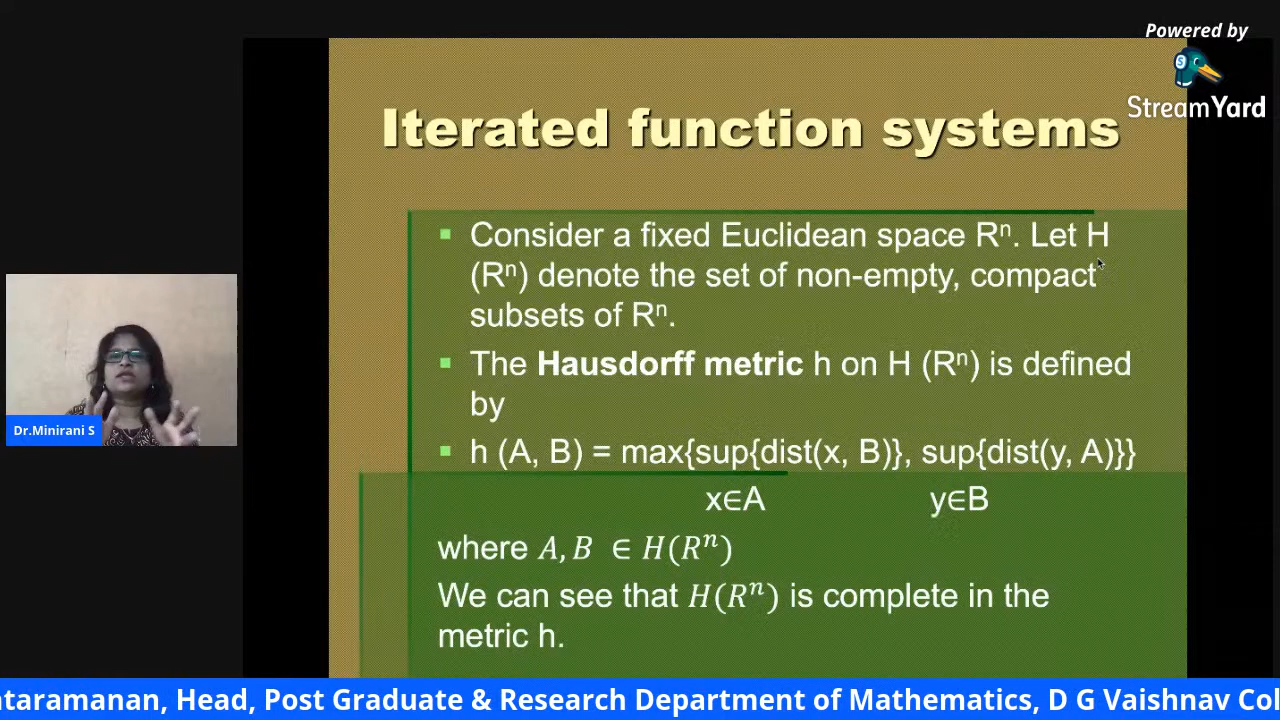 Powered by
StreamYard
Iterated function systems
Consider a fixed Euclidean space Rⁿ. Let H
(Rⁿ) denote the set of non-empty, compact
subsets of Rⁿ.
The Hausdorff metric h on H (Rⁿ) is defined
by
h (A, B) = max{sup{dist(x, B)}, sup{dist(y, A)}}
x∈A y∈B
where A, B ∈ H(Rⁿ)
We can see that H(Rⁿ) is complete in the
metric h.
Dr.Minirani S
ntaramanan, Head, Post Graduate & Research Department of Mathematics, D G Vaishnav Col